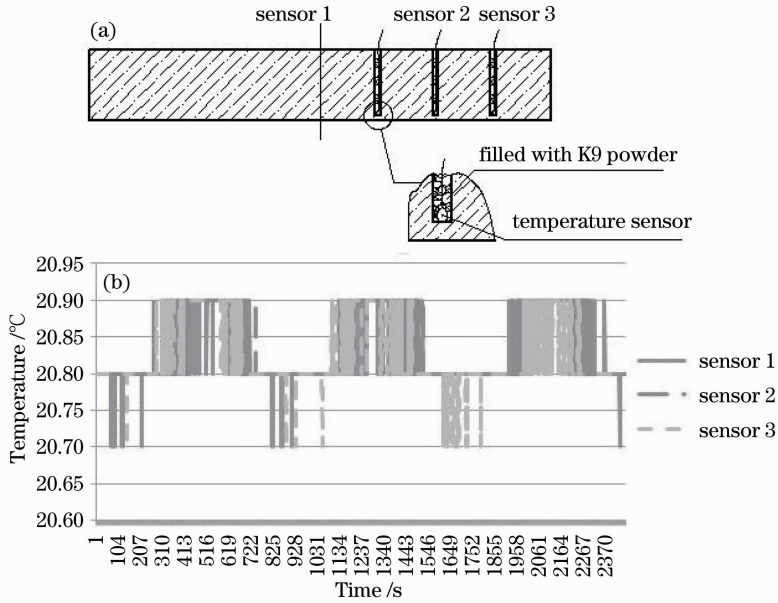 (a)
sensor 1
sensor 2
sensor 3
filled with K9 powder
temperature sensor
(b)
Temperature /℃
20.95
20.90
20.85
20.80
20.75
20.70
20.65
20.60
1 104 207 310 413 516 619 722 825 928 1031 1134 1237 1340 1443 1546 1649 1752 1855 1958 2061 2164 2267 2370
Time /s
sensor 1
sensor 2
sensor 3